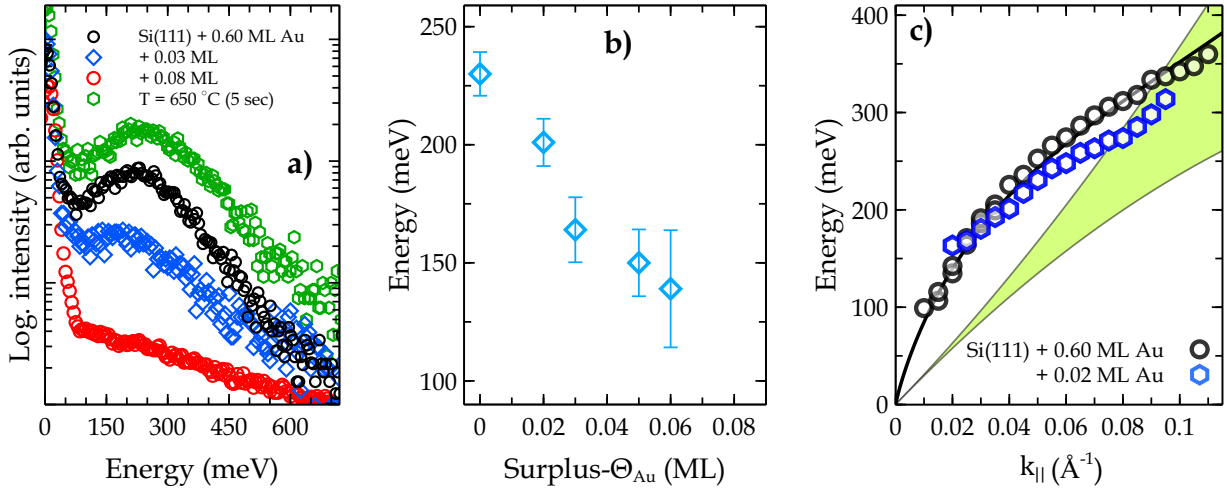 a)
Log. intensity (arb. units)
Si(111) + 0.60 ML Au
+ 0.03 ML
+ 0.08 ML
T = 650 °C (5 sec)
0 150 300 450 600
Energy (meV)
b)
Energy (meV)
250
200
150
100
0 0.02 0.04 0.06 0.08
Surplus-Θ_Au (ML)
c)
Energy (meV)
400
300
200
100
0
Si(111) + 0.60 ML Au
+ 0.02 ML Au
0 0.02 0.04 0.06 0.08 0.1
k_|| (Å⁻¹)